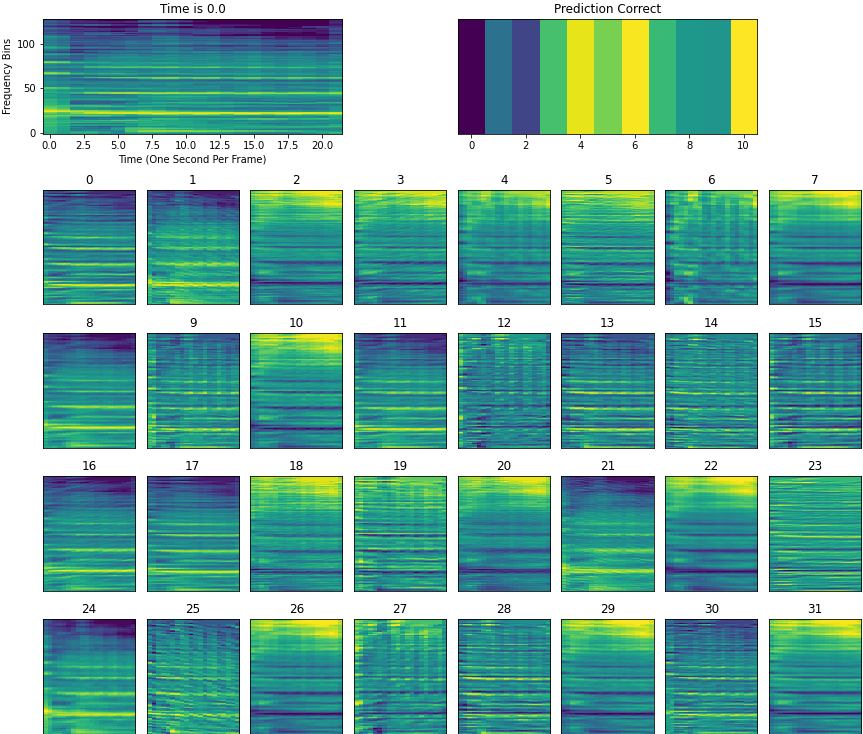 Time is 0.0
Prediction Correct
Frequency Bins
100
50
0
0.0 2.5 5.0 7.5 10.0 12.5 15.0 17.5 20.0
Time (One Second Per Frame)
0 2 4 6 8 10
0 1 2 3 4 5 6 7
8 9 10 11 12 13 14 15
16 17 18 19 20 21 22 23
24 25 26 27 28 29 30 31